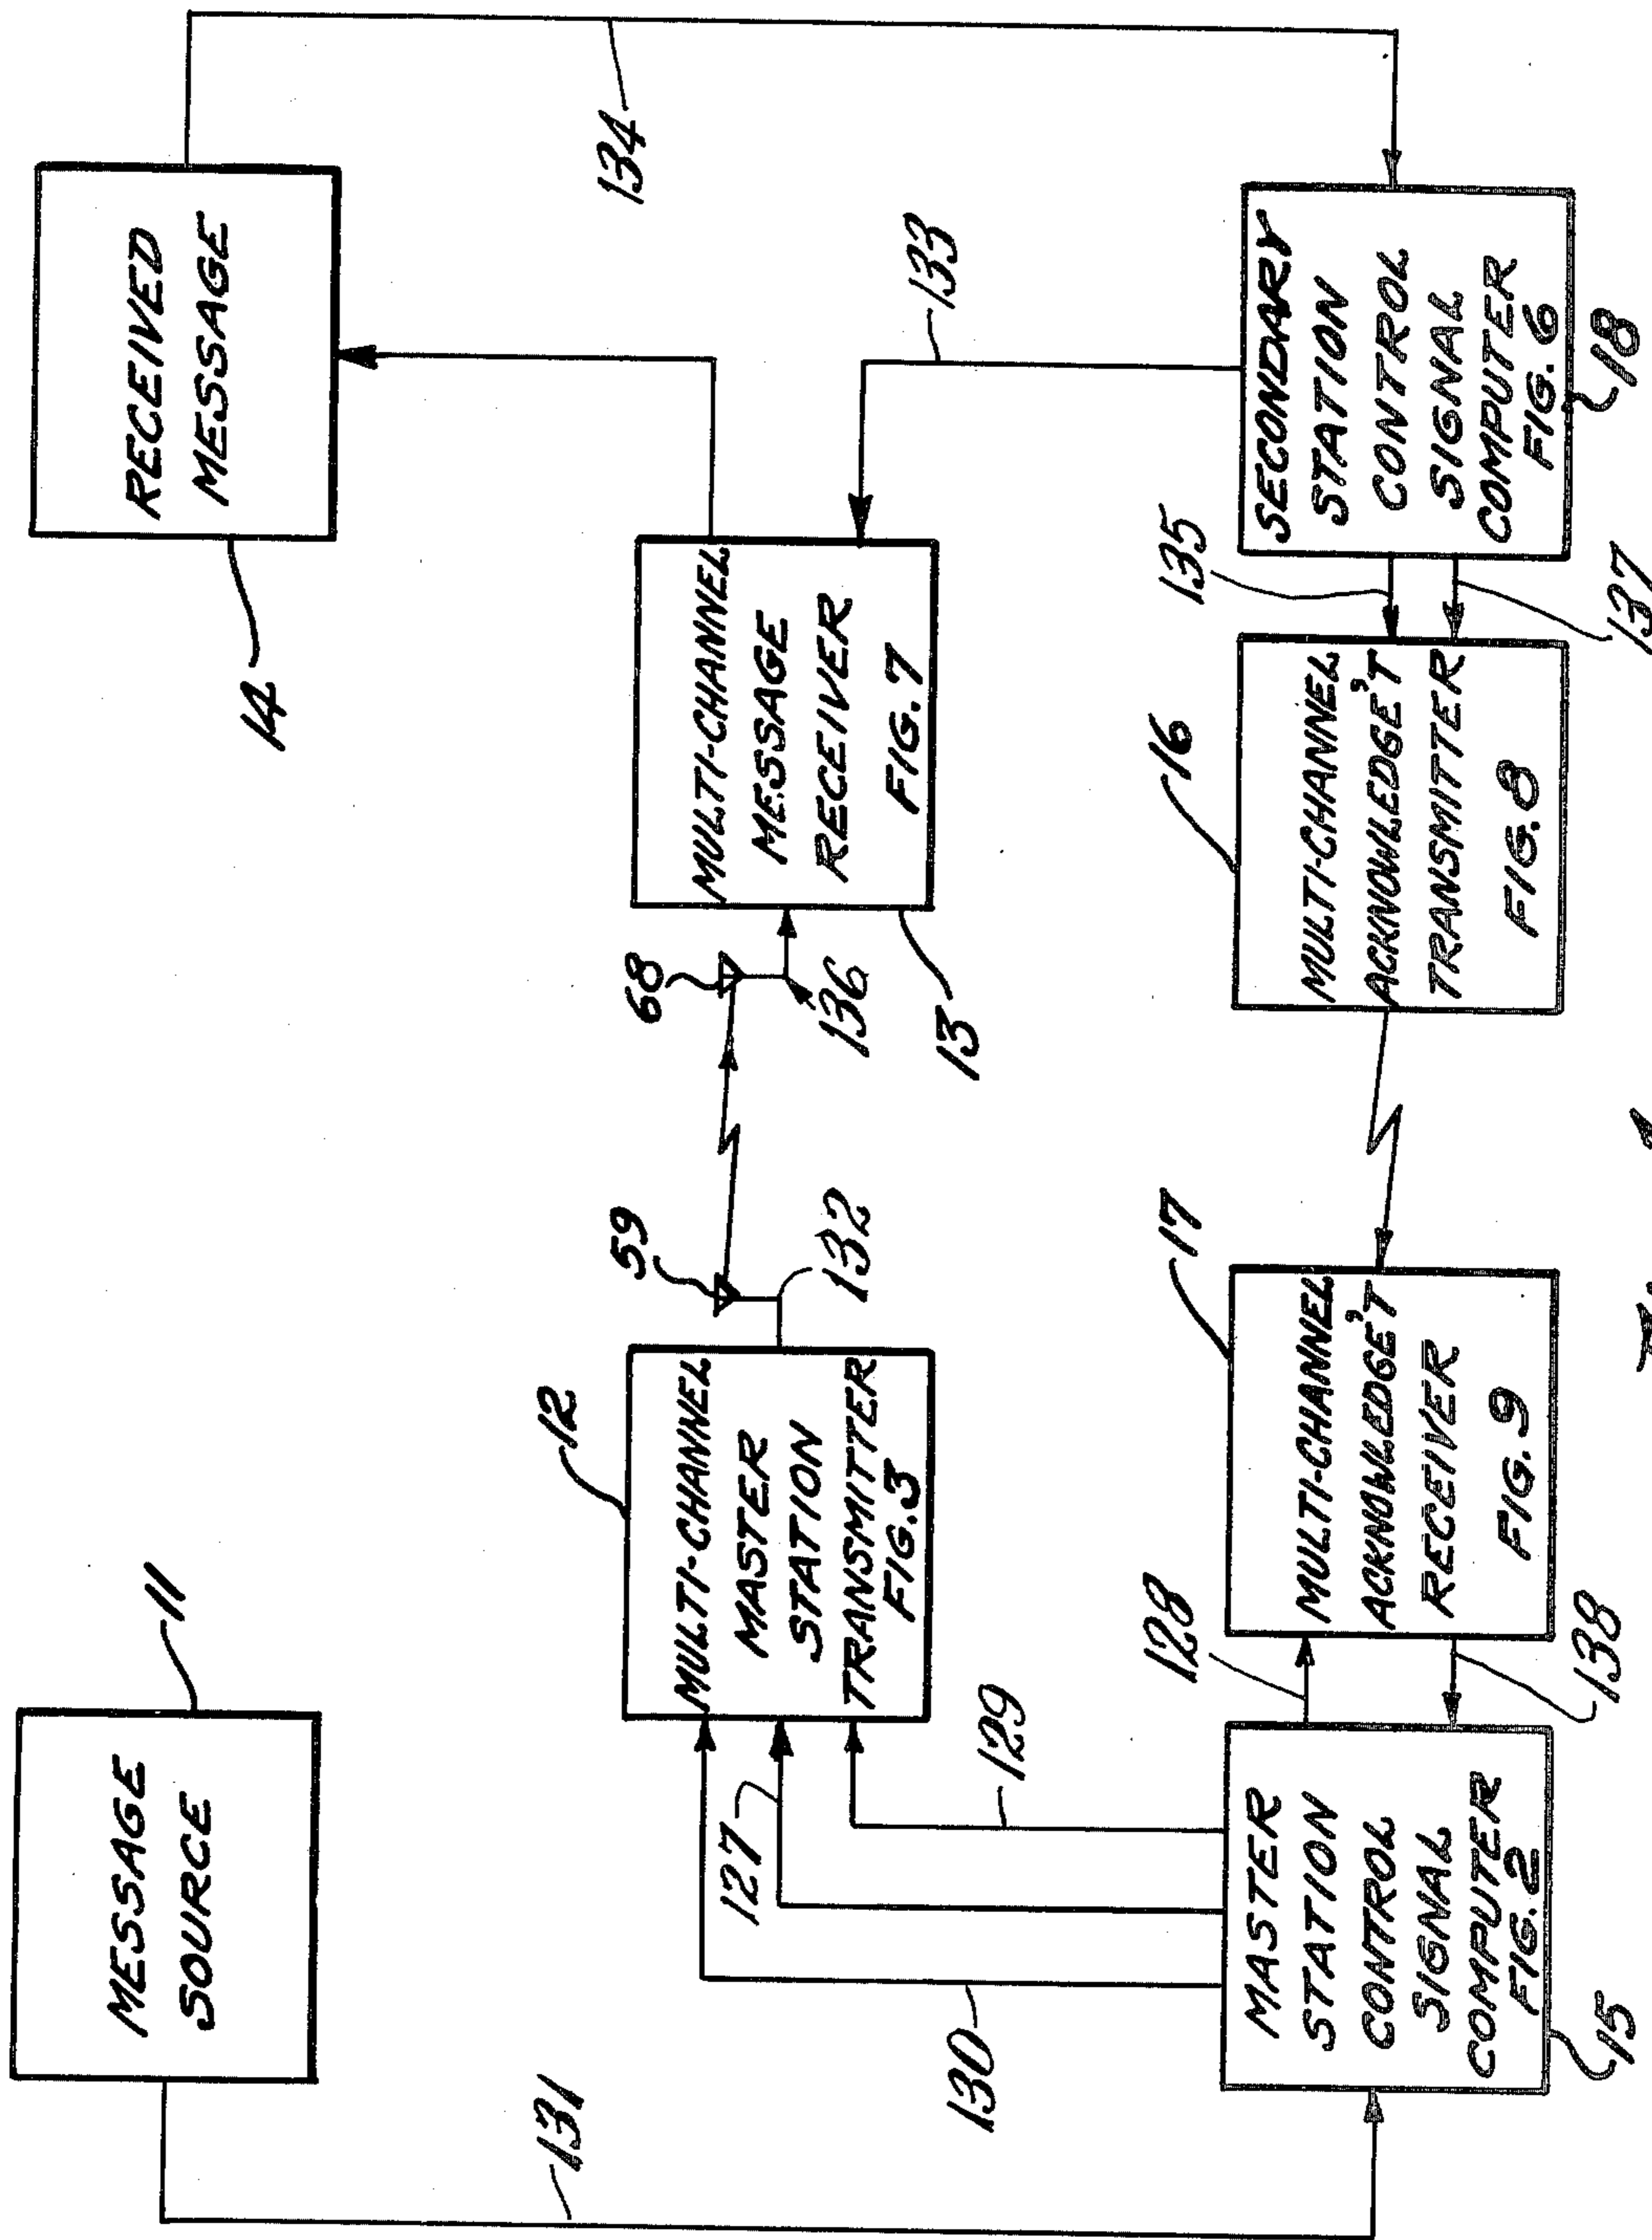 MESSAGE
SOURCE
11
131
12
MULTI-CHANNEL
MASTER
STATION
TRANSMITTER
FIG.3
59
132
68
136
13
MULTI-CHANNEL
MESSAGE
RECEIVER
FIG.7
RECEIVED
MESSAGE
14
134
133
130
127
129
MASTER
STATION
CONTROL
SIGNAL
COMPUTER
FIG.2
15
128
138
17
MULTI-CHANNEL
ACKNOWLEDGE'T
RECEIVER
FIG.9
16
MULTI-CHANNEL
ACKNOWLEDGE'T
TRANSMITTER
FIG.8
135
137
SECONDARY
STATION
CONTROL
SIGNAL
COMPUTER
FIG.6
18